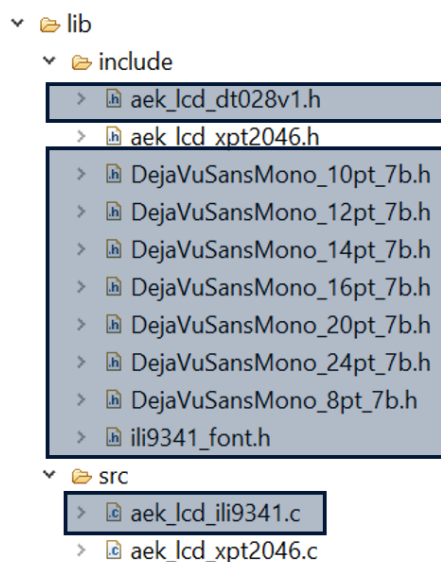 lib
include
aek_lcd_dt028v1.h
aek_lcd_xpt2046.h
DejaVuSansMono_10pt_7b.h
DejaVuSansMono_12pt_7b.h
DejaVuSansMono_14pt_7b.h
DejaVuSansMono_16pt_7b.h
DejaVuSansMono_20pt_7b.h
DejaVuSansMono_24pt_7b.h
DejaVuSansMono_8pt_7b.h
ili9341_font.h
src
aek_lcd_ili9341.c
aek_lcd_xpt2046.c